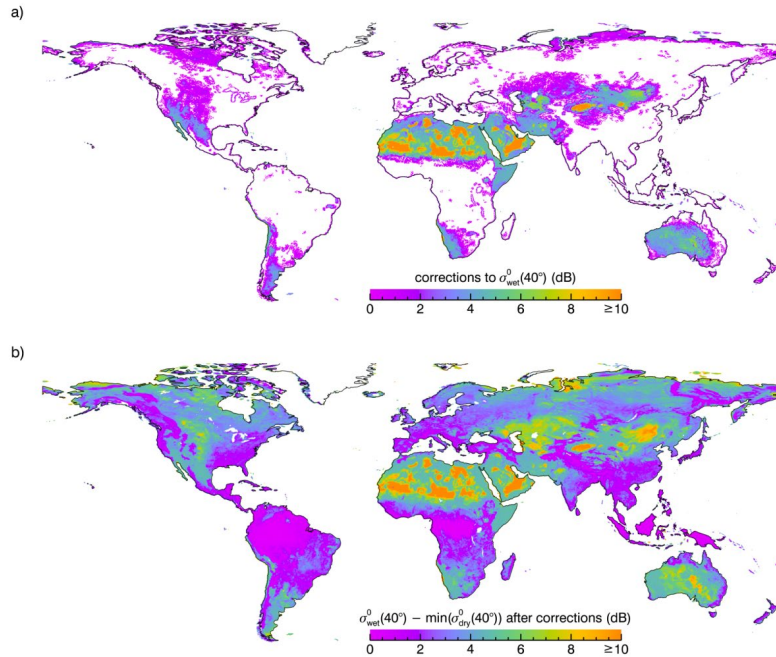 a)
corrections to σ⁰wet(40°) (dB)
0 2 4 6 8 ≥10
b)
σ⁰wet(40°) − min(σ⁰dry(40°)) after corrections (dB)
0 2 4 6 8 ≥10